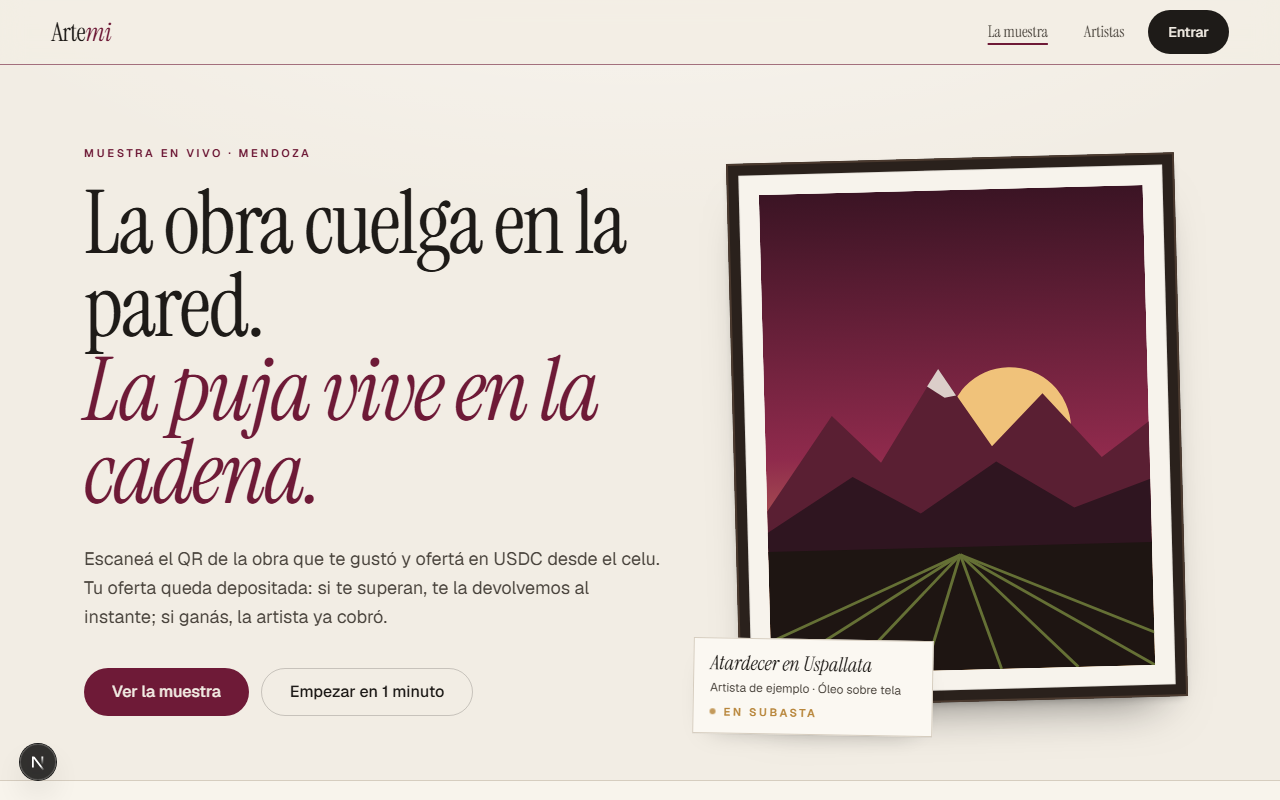 Artemi
La muestra
Artistas
Entrar
MUESTRA EN VIVO · MENDOZA
La obra cuelga en la
pared.
La puja vive en la
cadena.
Escaneá el QR de la obra que te gustó y ofertá en USDC desde el celu.
Tu oferta queda depositada: si te superan, te la devolvemos al
instante; si ganás, la artista ya cobró.
Ver la muestra
Empezar en 1 minuto
Atardecer en Uspallata
Artista de ejemplo · Óleo sobre tela
EN SUBASTA
N